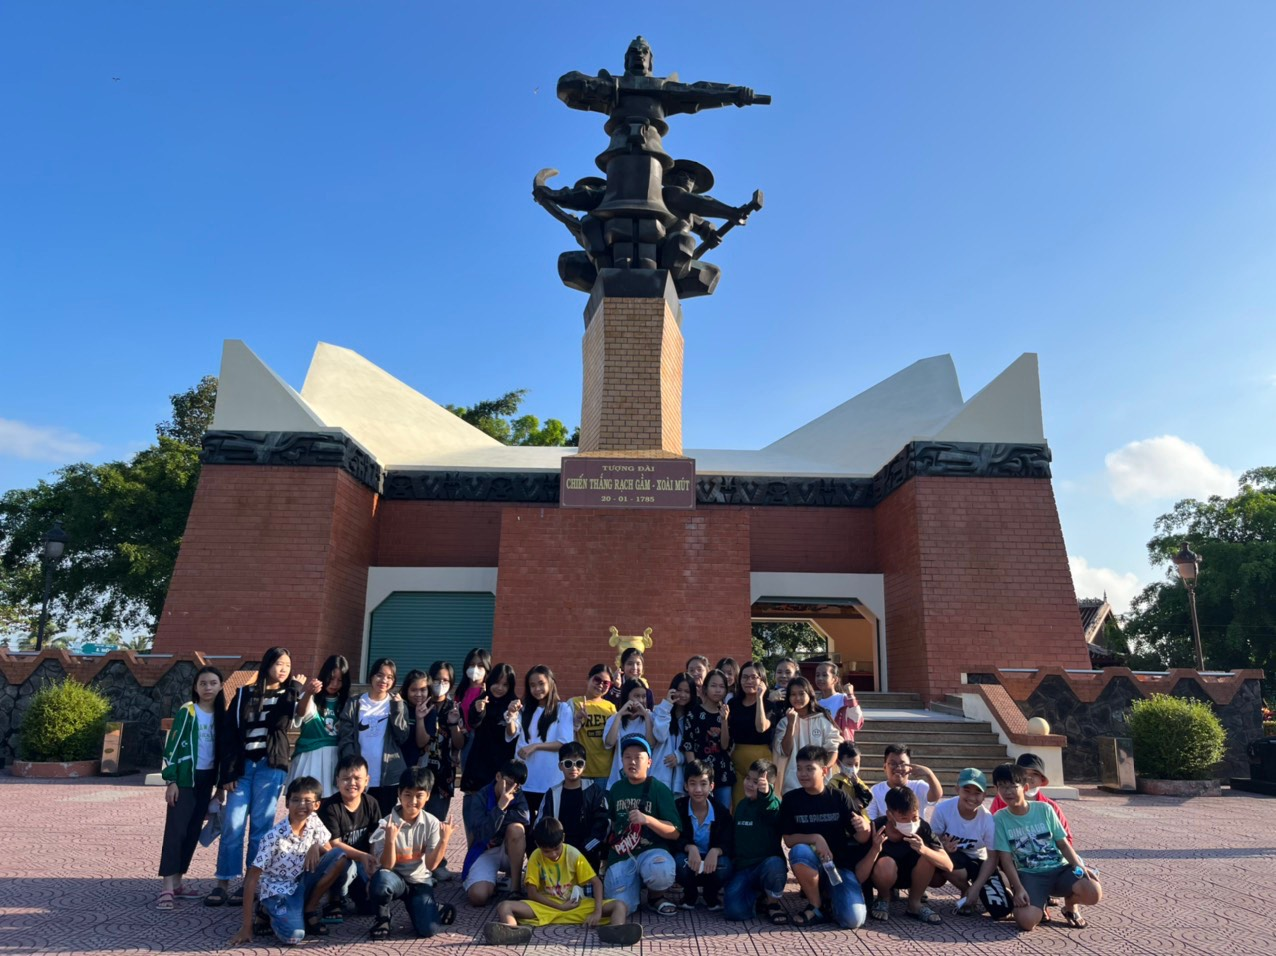 TƯỢNG ĐÀI
CHIẾN THẮNG RẠCH GẦM - XOÀI MÚT
20 - 01 - 1785